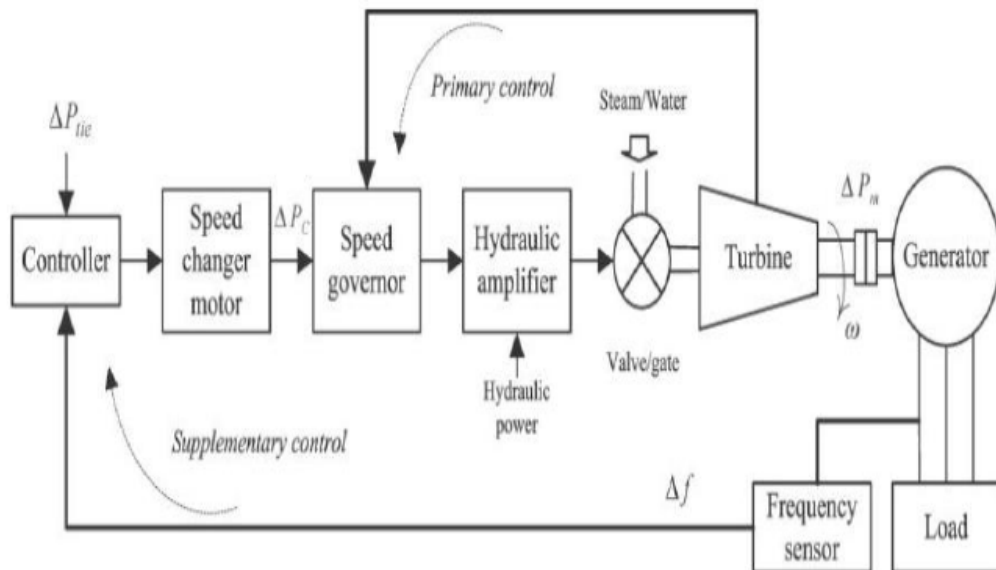 Primary control
Steam/Water
ΔP_tie
ΔP_C
ΔP_m
Controller
Speed
changer
motor
Speed
governor
Hydraulic
amplifier
Turbine
Generator
ω
Valve/gate
Hydraulic
power
Supplementary control
Δf
Frequency
sensor
Load